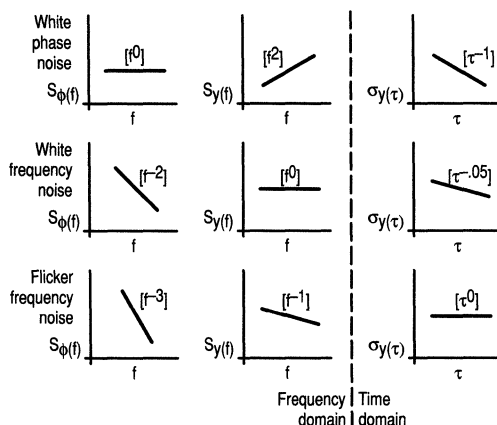 White
phase
noise
[f0]
Sϕ(f)
f
[f2]
Sy(f)
f
[τ–1]
σy(τ)
τ
White
frequency
noise
[f–2]
Sϕ(f)
f
[f0]
Sy(f)
f
[τ–.05]
σy(τ)
τ
Flicker
frequency
noise
[f–3]
Sϕ(f)
f
[f–1]
Sy(f)
f
[τ0]
σy(τ)
τ
Frequency
domain
Time
domain